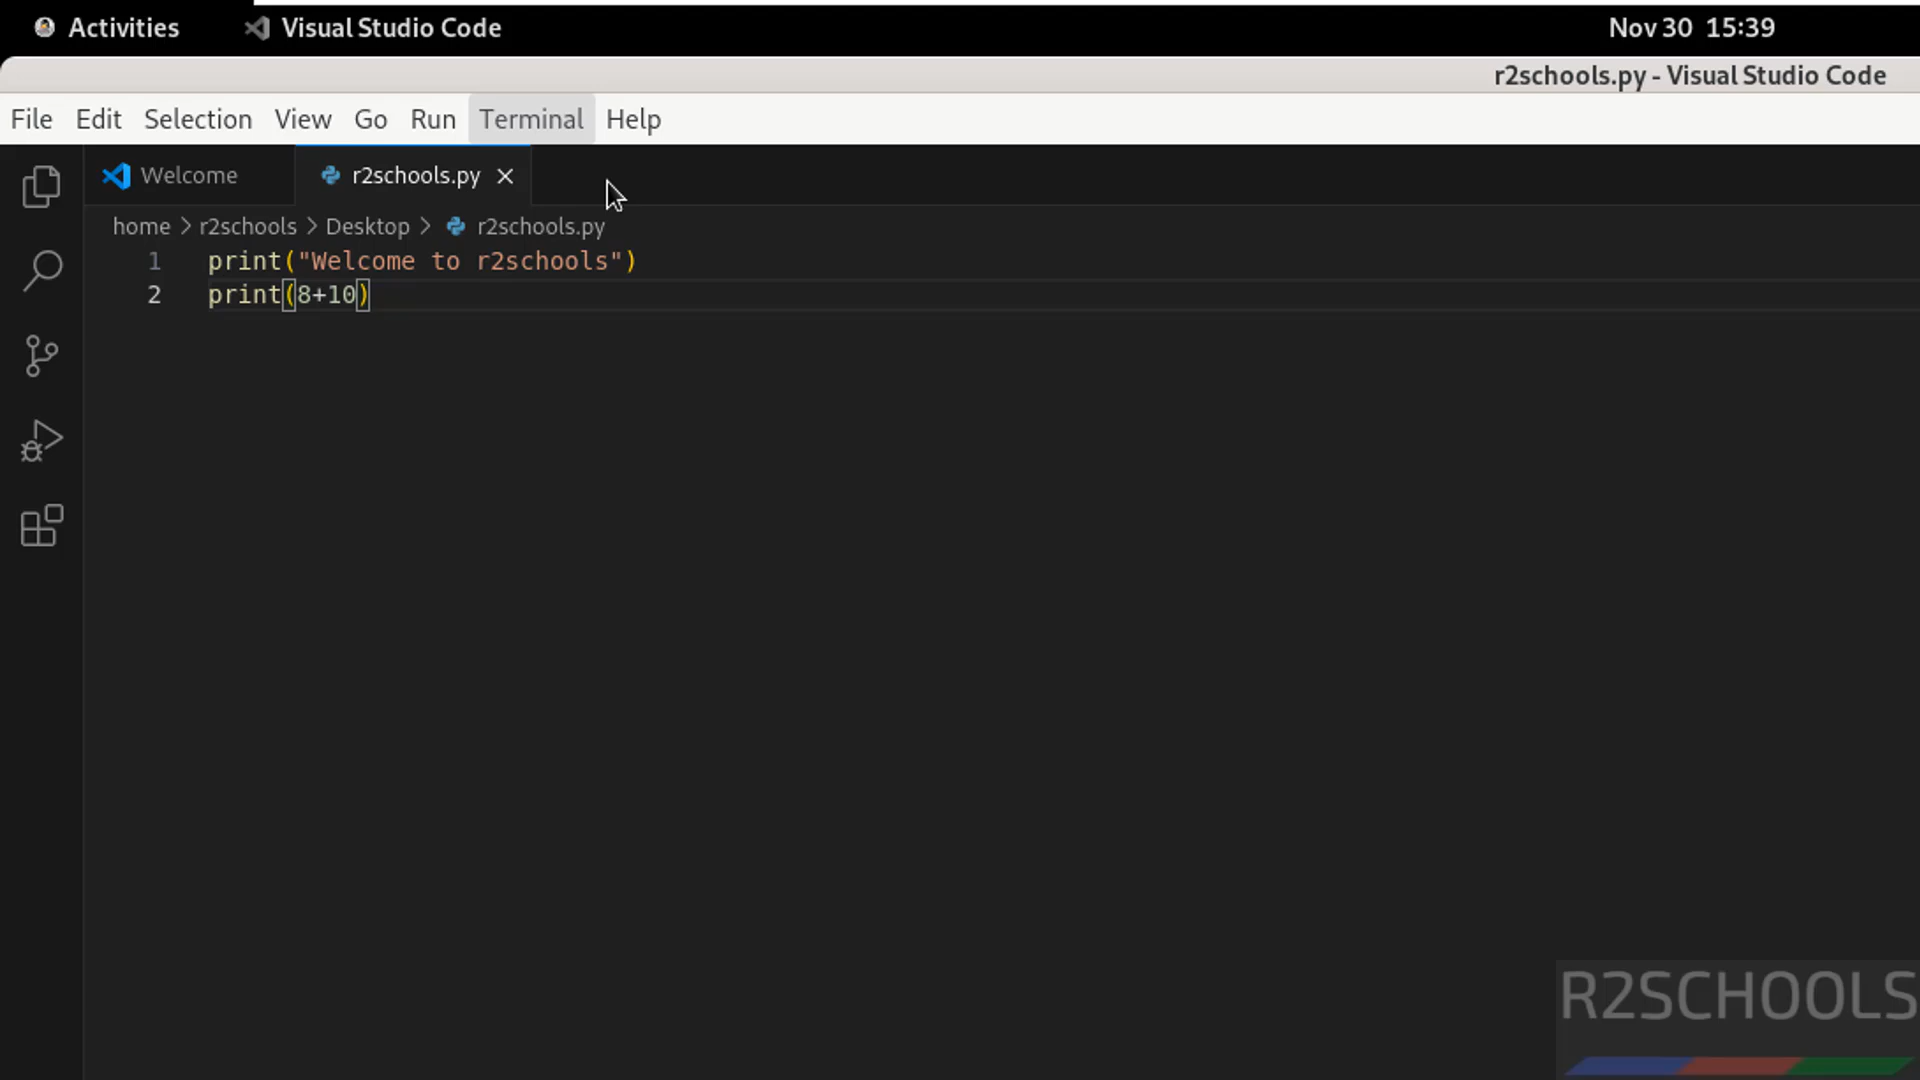 Activities Visual Studio Code Nov 30 15:39
r2schools.py - Visual Studio Code
File Edit Selection View Go Run Terminal Help
Welcome r2schools.py
home > r2schools > Desktop > r2schools.py
1 print("Welcome to r2schools")
2 print(8+10)
R2SCHOOLS